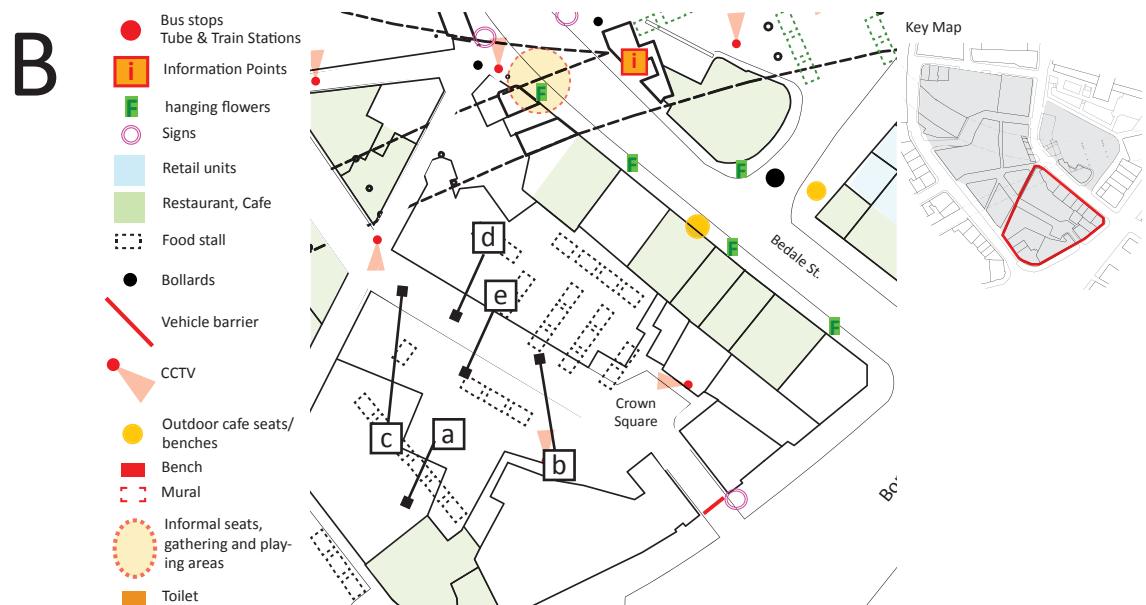 B
Bus stops
Tube & Train Stations
i
Information Points
F
hanging flowers
Signs
Retail units
Restaurant, Cafe
Food stall
Bollards
Vehicle barrier
CCTV
Outdoor cafe seats/
benches
Bench
Mural
Informal seats,
gathering and play-
ing areas
Toilet
Key Map
i
F
F
F
F
F
Bedale St.
d
e
c
a
b
Crown
Square